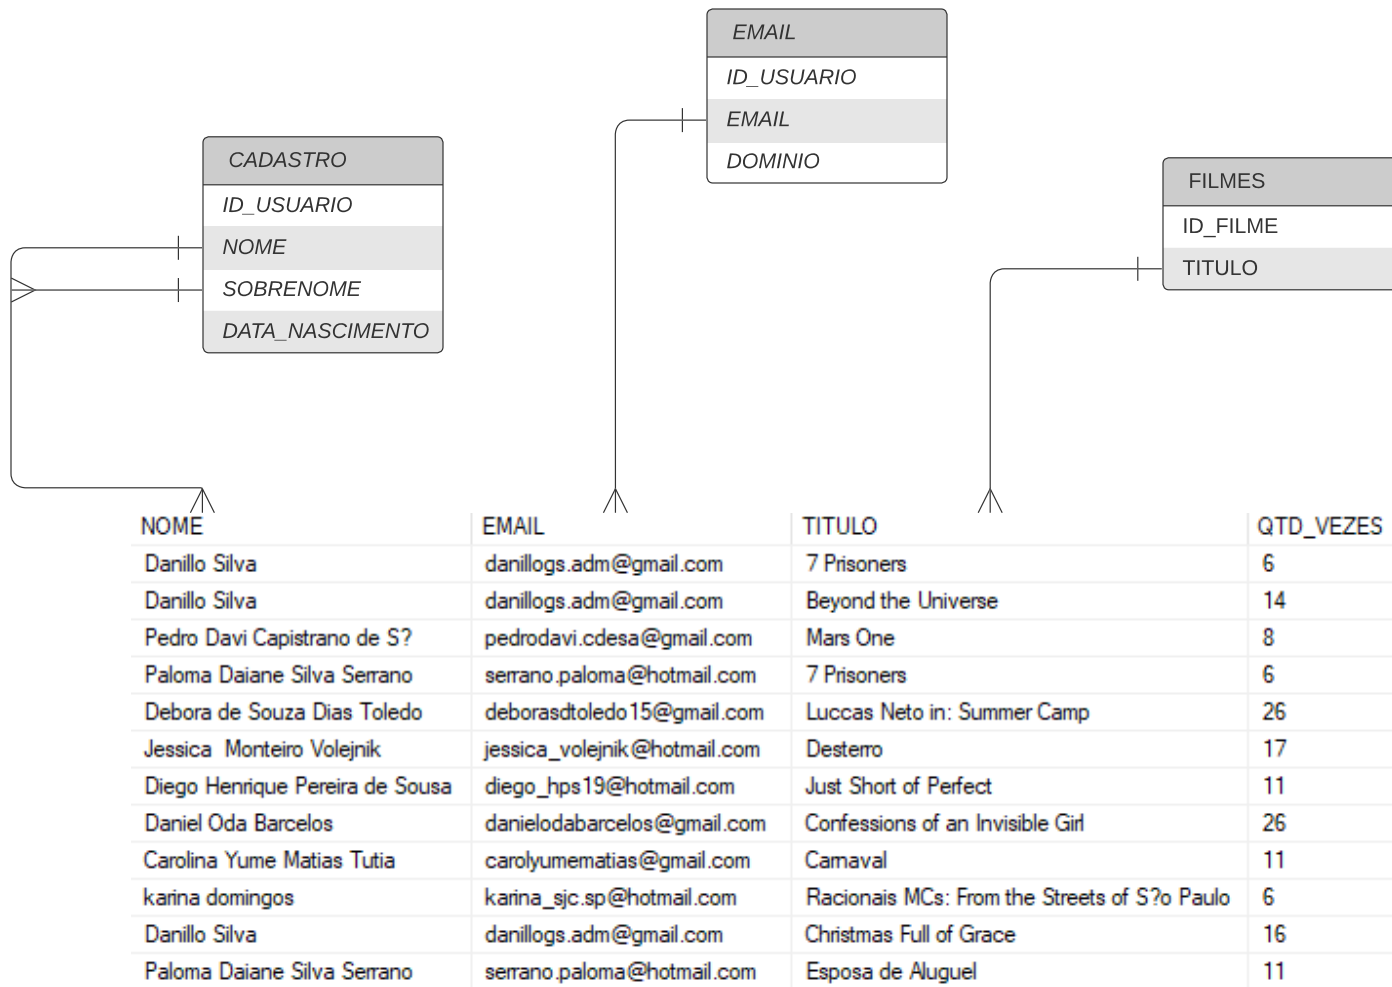 EMAIL
ID_USUARIO
EMAIL
DOMINIO
CADASTRO
ID_USUARIO
NOME
SOBRENOME
DATA_NASCIMENTO
FILMES
ID_FILME
TITULO
NOME EMAIL TITULO QTD_VEZES
Danillo Silva danillogs.adm@gmail.com 7 Prisoners 6
Danillo Silva danillogs.adm@gmail.com Beyond the Universe 14
Pedro Davi Capistrano de S? pedrodavi.cdesa@gmail.com Mars One 8
Paloma Daiane Silva Serrano serrano.paloma@hotmail.com 7 Prisoners 6
Debora de Souza Dias Toledo deborasdtoledo15@gmail.com Luccas Neto in: Summer Camp 26
Jessica  Monteiro Volejnik jessica_volejnik@hotmail.com Desterro 17
Diego Henrique Pereira de Sousa diego_hps19@hotmail.com Just Short of Perfect 11
Daniel Oda Barcelos danielodabarcelos@gmail.com Confessions of an Invisible Girl 26
Carolina Yume Matias Tutia carolyumematias@gmail.com Carnaval 11
karina domingos karina_sjc.sp@hotmail.com Racionais MCs: From the Streets of S?o Paulo 6
Danillo Silva danillogs.adm@gmail.com Christmas Full of Grace 16
Paloma Daiane Silva Serrano serrano.paloma@hotmail.com Esposa de Aluguel 11